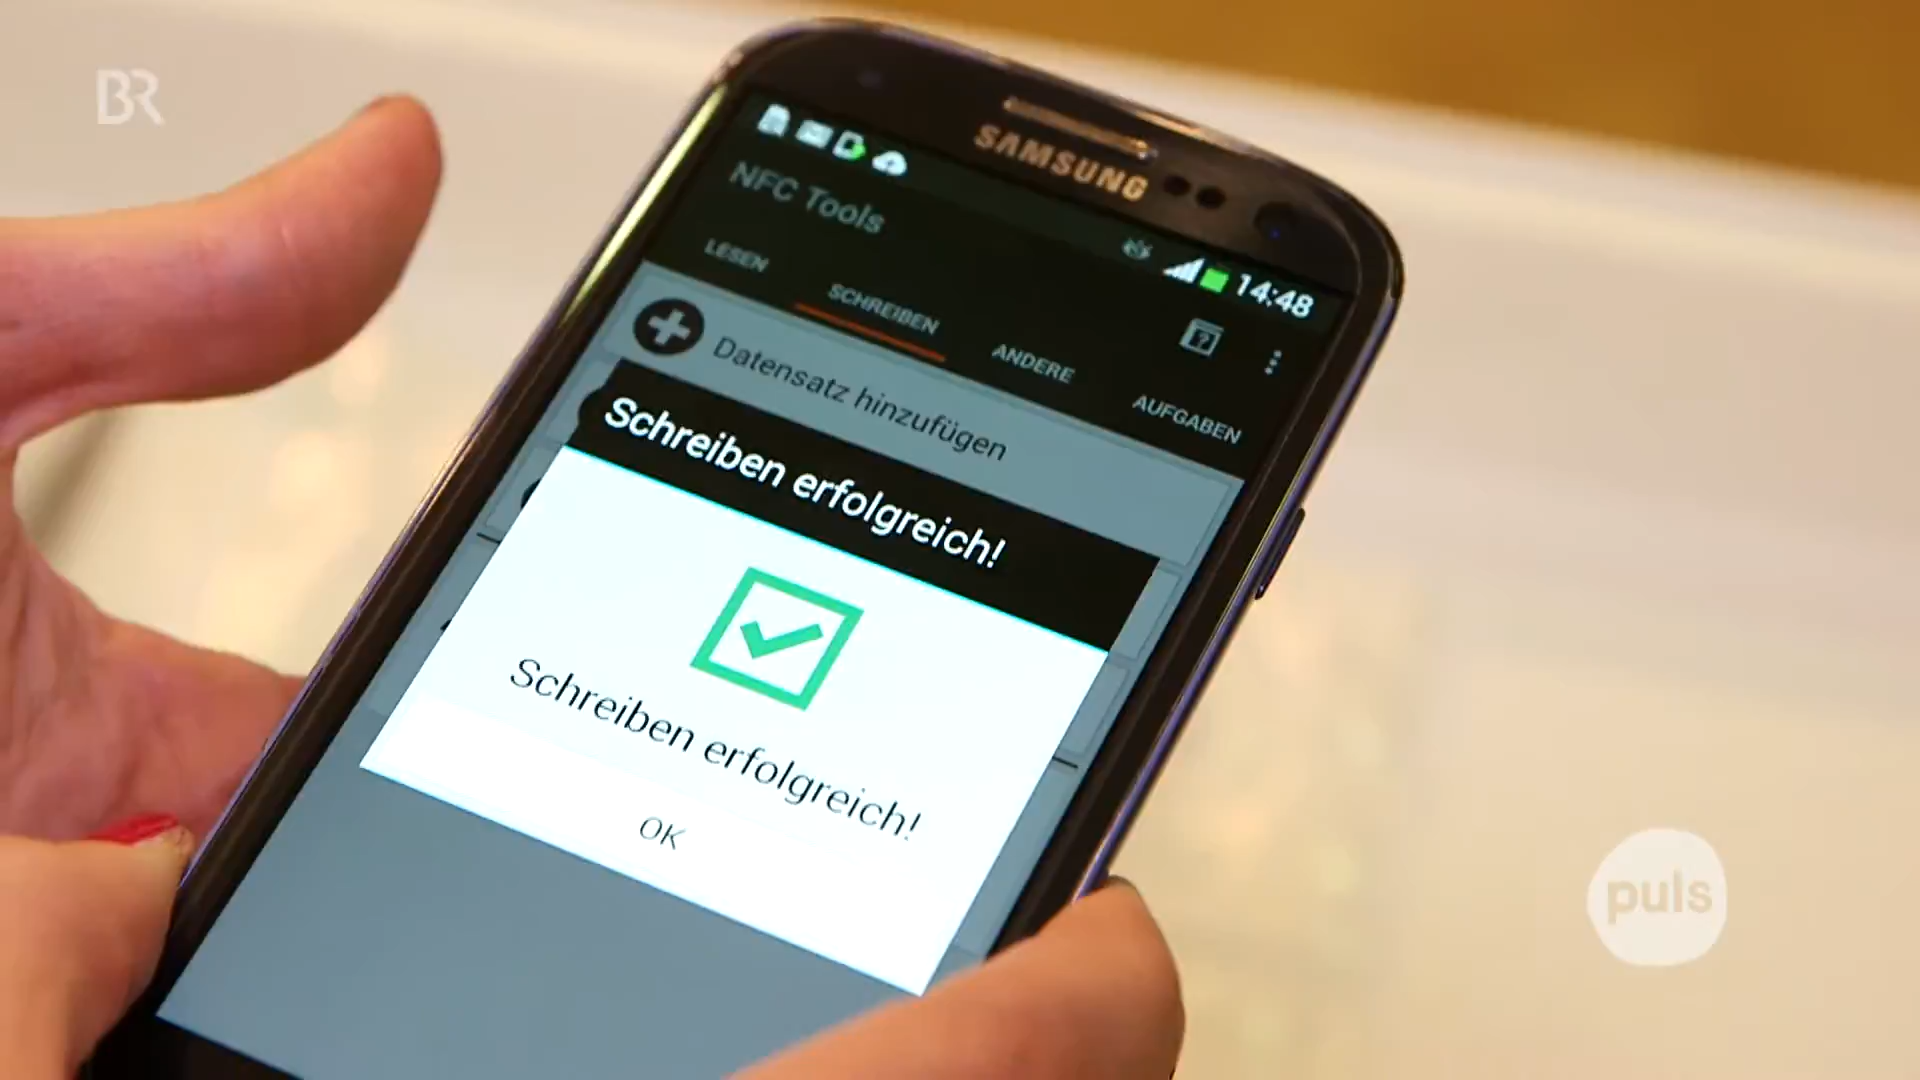 BR
SAMSUNG
14:48
NFC Tools
LESEN
SCHREIBEN
ANDERE
AUFGABEN
Datensatz hinzufügen
Schreiben erfolgreich!
Schreiben erfolgreich!
OK
puls